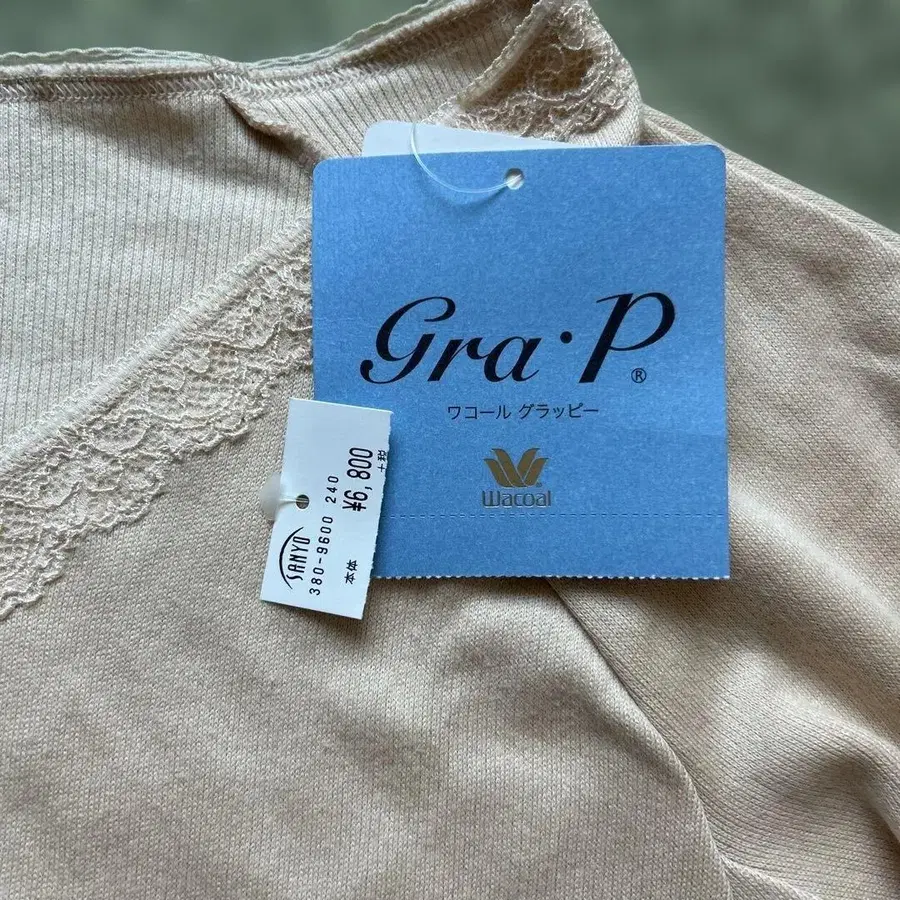 Gra・P®
ワコール グラッピー
Wacoal
SANYO
380-9600 240
本体 ¥6,800 +税